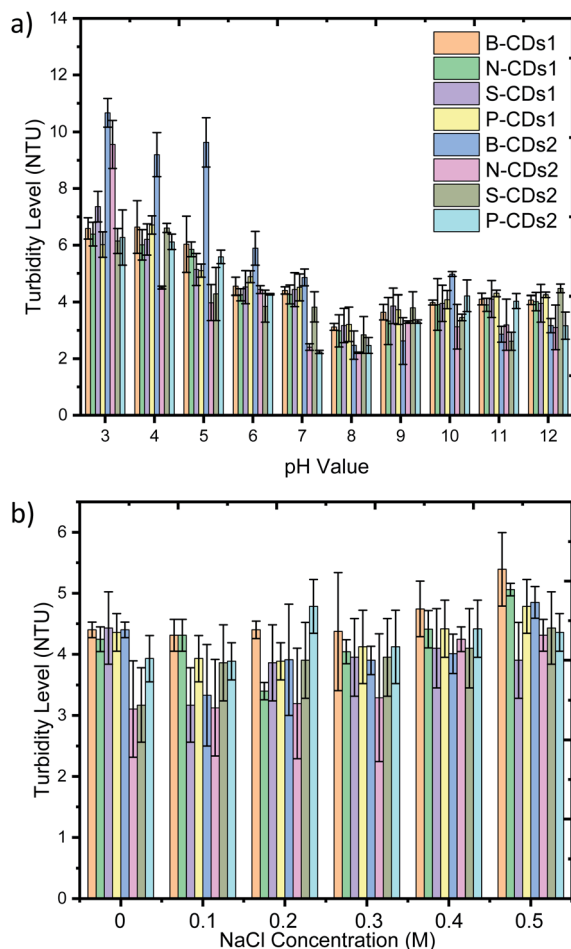 a)
14
12
10
8
6
4
2
0
Turbidity Level (NTU)
B-CDs1
N-CDs1
S-CDs1
P-CDs1
B-CDs2
N-CDs2
S-CDs2
P-CDs2
3 4 5 6 7 8 9 10 11 12
pH Value
b)
6
5
4
3
2
1
0
Turbidity Level (NTU)
0 0.1 0.2 0.3 0.4 0.5
NaCl Concentration (M)